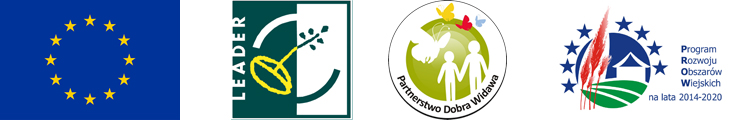 LEADER
Partnerstwo Dobra Widawa
Program
Rozwoju
Obszarów
Wiejskich
na lata 2014-2020